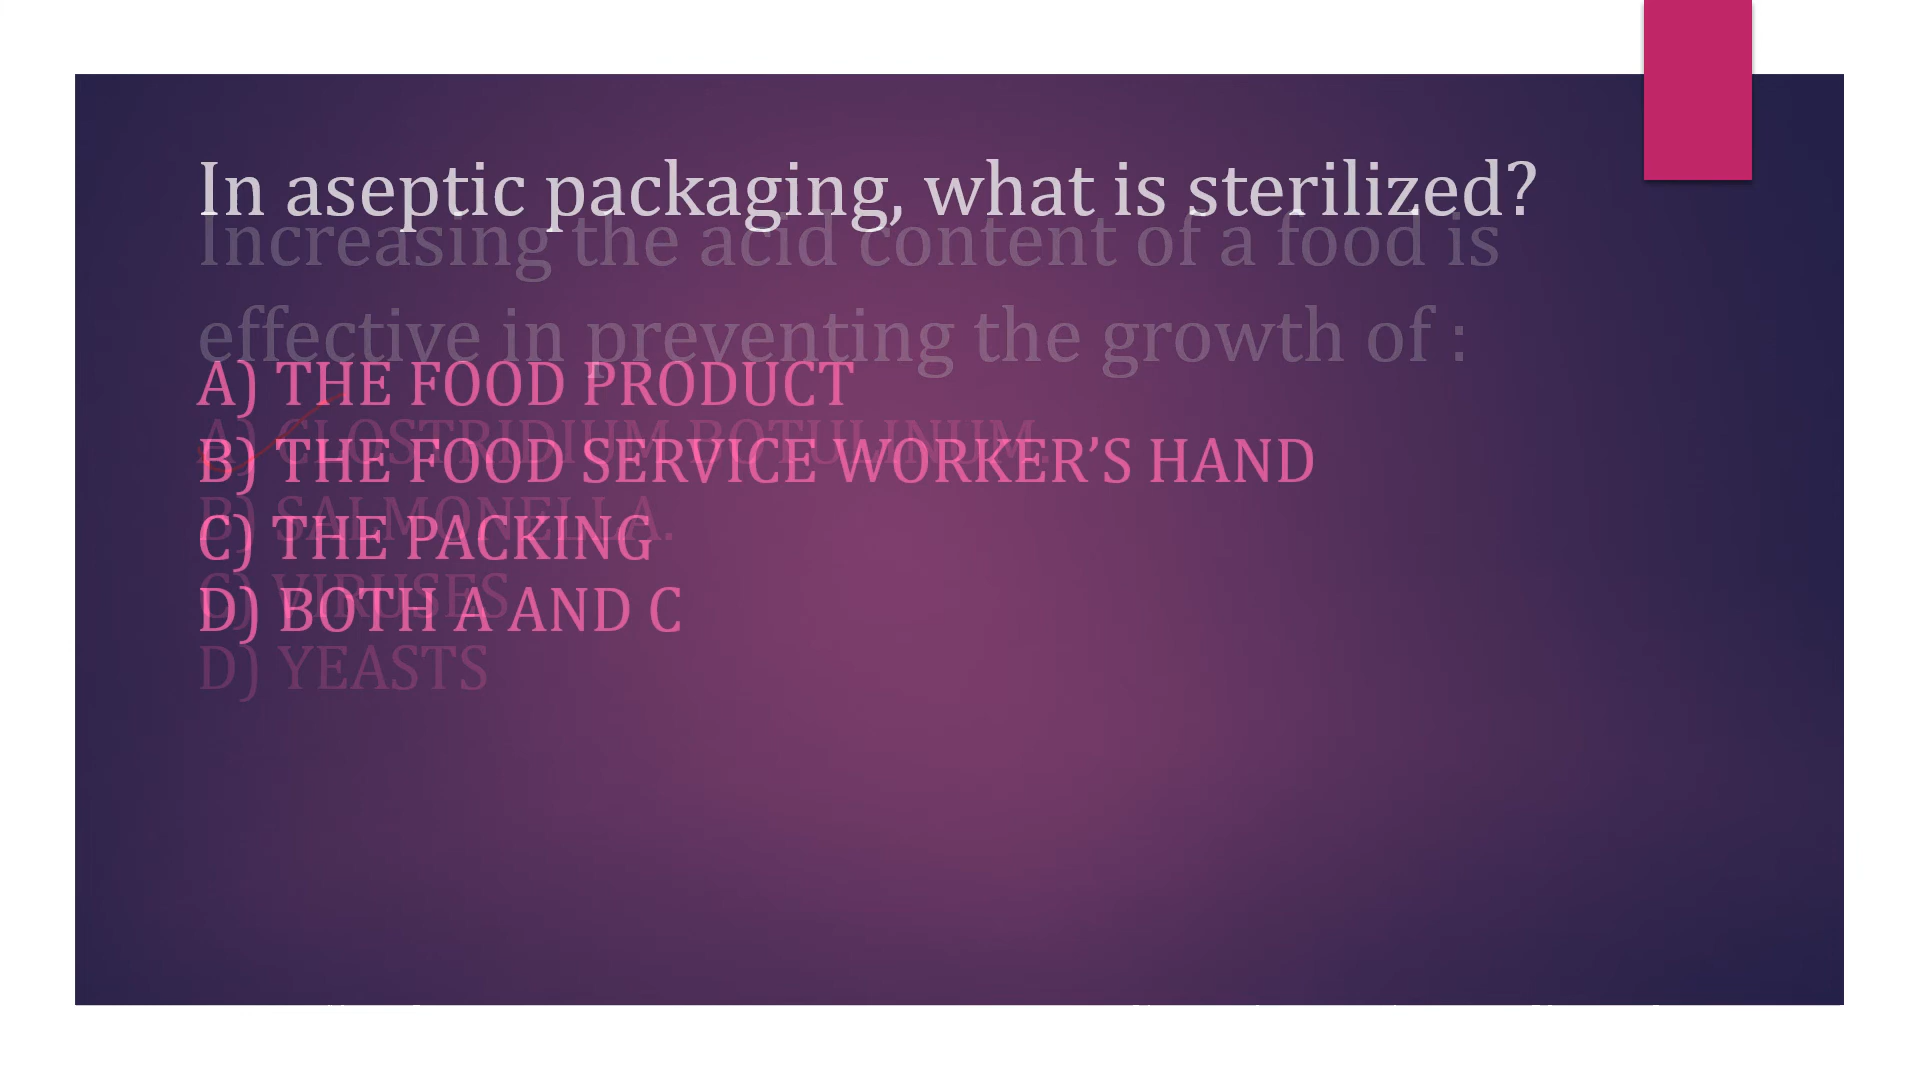 In aseptic packaging, what is sterilized?
Increasing the acid content of a food is
effective in preventing the growth of :
A) THE FOOD PRODUCT
A) CLOSTRIDIUM BOTULINUM.
B) THE FOOD SERVICE WORKER’S HAND
B) SALMONELLA.
C) THE PACKING
C) VIRUSES
D) BOTH A AND C
D) YEASTS